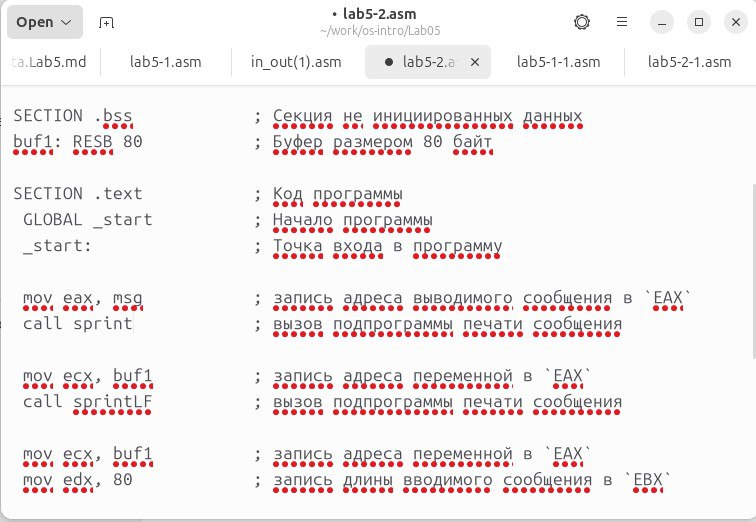 Open
• lab5-2.asm
~/work/os-intro/Lab05
ta.Lab5.md
lab5-1.asm
in_out(1).asm
lab5-2.a
lab5-1-1.asm
lab5-2-1.asm
SECTION .bss ; Секция не инициированных данных
buf1: RESB 80 ; Буфер размером 80 байт
SECTION .text ; Код программы
GLOBAL _start ; Начало программы
_start: ; Точка входа в программу
mov eax, msg ; запись адреса выводимого сообщения в `EAX`
call sprint ; вызов подпрограммы печати сообщения
mov ecx, buf1 ; запись адреса переменной в `EAX`
call sprintLF ; вызов подпрограммы печати сообщения
mov ecx, buf1 ; запись адреса переменной в `EAX`
mov edx, 80 ; запись длины вводимого сообщения в `EBX`